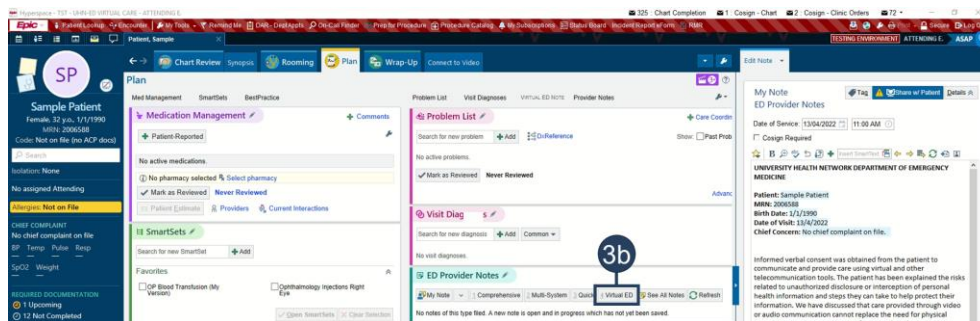 Hyperspace - TST - UHN-ED VIRTUAL CARE - ATTENDING E.
325 : Chart Completion 1 : Cosign - Chart 2 : Cosign - Clinic Orders 72
Epic Patient Lookup Encounter My Tools Remind Me DAR - DeptAppts On-Call Finder Prep for Procedure Procedure Catalog My Subscriptions Status Board Incident Report eForm NMR Secure Log
Patient, Sample
TESTING ENVIRONMENT ATTENDING E. ASAP
SP
Sample Patient
Female, 32 y.o., 1/1/1990
MRN: 2006588
Code: Not on file (no ACP docs)
Search
Isolation: None
No assigned Attending
Allergies: Not on File
CHIEF COMPLAINT
No chief complaint on file
BP Temp Pulse Resp
SpO2 Weight
REQUIRED DOCUMENTATION
1 Upcoming
12 Not Completed
Chart Review Synopsis Rooming Plan Wrap-Up Connect to Video
Plan
Med Management SmartSets BestPractice Problem List Visit Diagnoses VIRTUAL ED NOTE Provider Notes
Medication Management
Comments
Patient-Reported
No active medications.
No pharmacy selected Select pharmacy
Mark as Reviewed Never Reviewed
Patient Estimate Providers Current Interactions
SmartSets
Search for new SmartSet Add
Favorites
OP Blood Transfusion (My Version)
Ophthalmology Injections Right Eye
Open SmartSets Clear Selection
Problem List
Care Coordin
Search for new problem Add DxReference Show: Past Prob
No active problems.
Mark as Reviewed Never Reviewed
Advanc
Visit Diag s
Search for new diagnosis Add Common
No visit diagnoses.
3b
ED Provider Notes
My Note Comprehensive Multi-System Quick Virtual ED See All Notes Refresh
No notes of this type filed. A new note is open and in progress which has not yet been saved.
Edit Note
My Note
Tag Share w/ Patient Details
ED Provider Notes
Date of Service: 13/04/2022 11:00 AM
Cosign Required
Insert SmartText
UNIVERSITY HEALTH NETWORK DEPARTMENT OF EMERGENCY
MEDICINE
Patient: Sample Patient
MRN: 2006588
Birth Date: 1/1/1990
Date of Visit: 13/4/2022
Chief Concern: No chief complaint on file.
Informed verbal consent was obtained from the patient to
communicate and provide care using virtual and other
telecommunication tools. The patient has been explained the risks
related to unauthorized disclosure or interception of personal
health information and steps they can take to help protect their
information. We have discussed that care provided through video
or audio communication cannot replace the need for physical